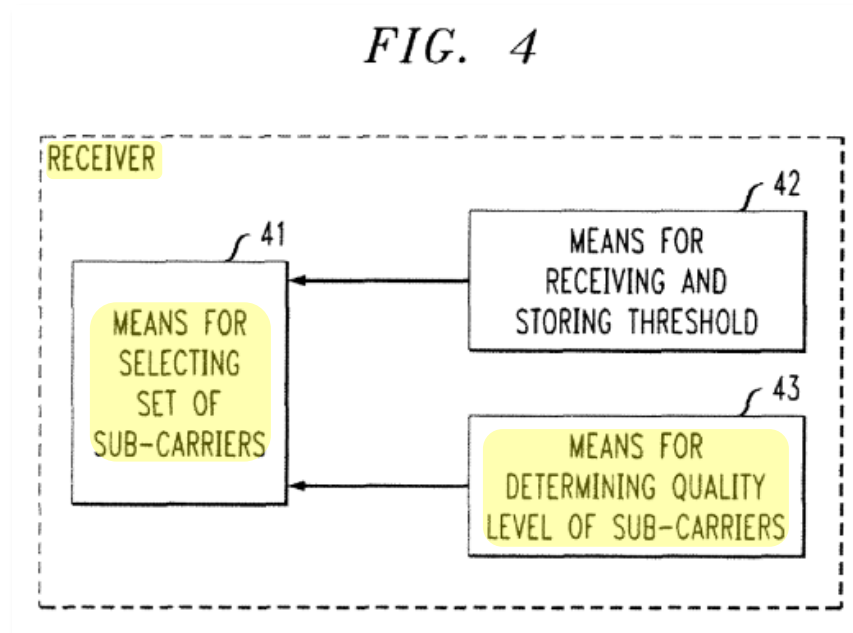 FIG. 4
RECEIVER
41
MEANS FOR
SELECTING
SET OF
SUB-CARRIERS
42
MEANS FOR
RECEIVING AND
STORING THRESHOLD
43
MEANS FOR
DETERMINING QUALITY
LEVEL OF SUB-CARRIERS